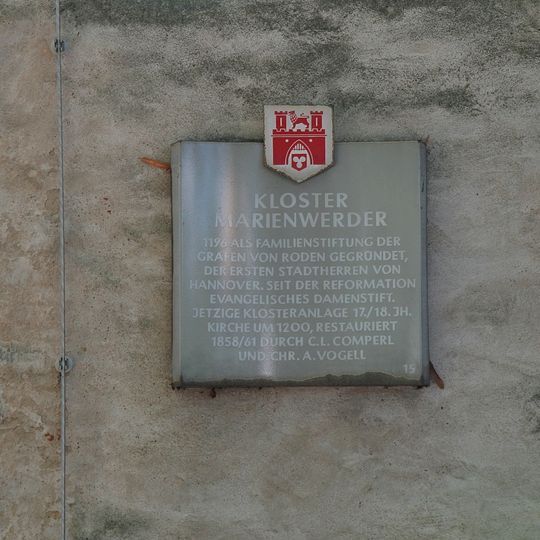 KLOSTER
MARIENWERDER
1196 ALS FAMILIENSTIFTUNG DER
GRAFEN VON RODEN GEGRÜNDET,
DER ERSTEN STADTHERREN VON
HANNOVER. SEIT DER REFORMATION
EVANGELISCHES DAMENSTIFT.
JETZIGE KLOSTERANLAGE 17./18. JH.
KIRCHE UM 1200, RESTAURIERT
1858/61 DURCH C.L. COMPERL
UND CHR. A. VOGELL
15